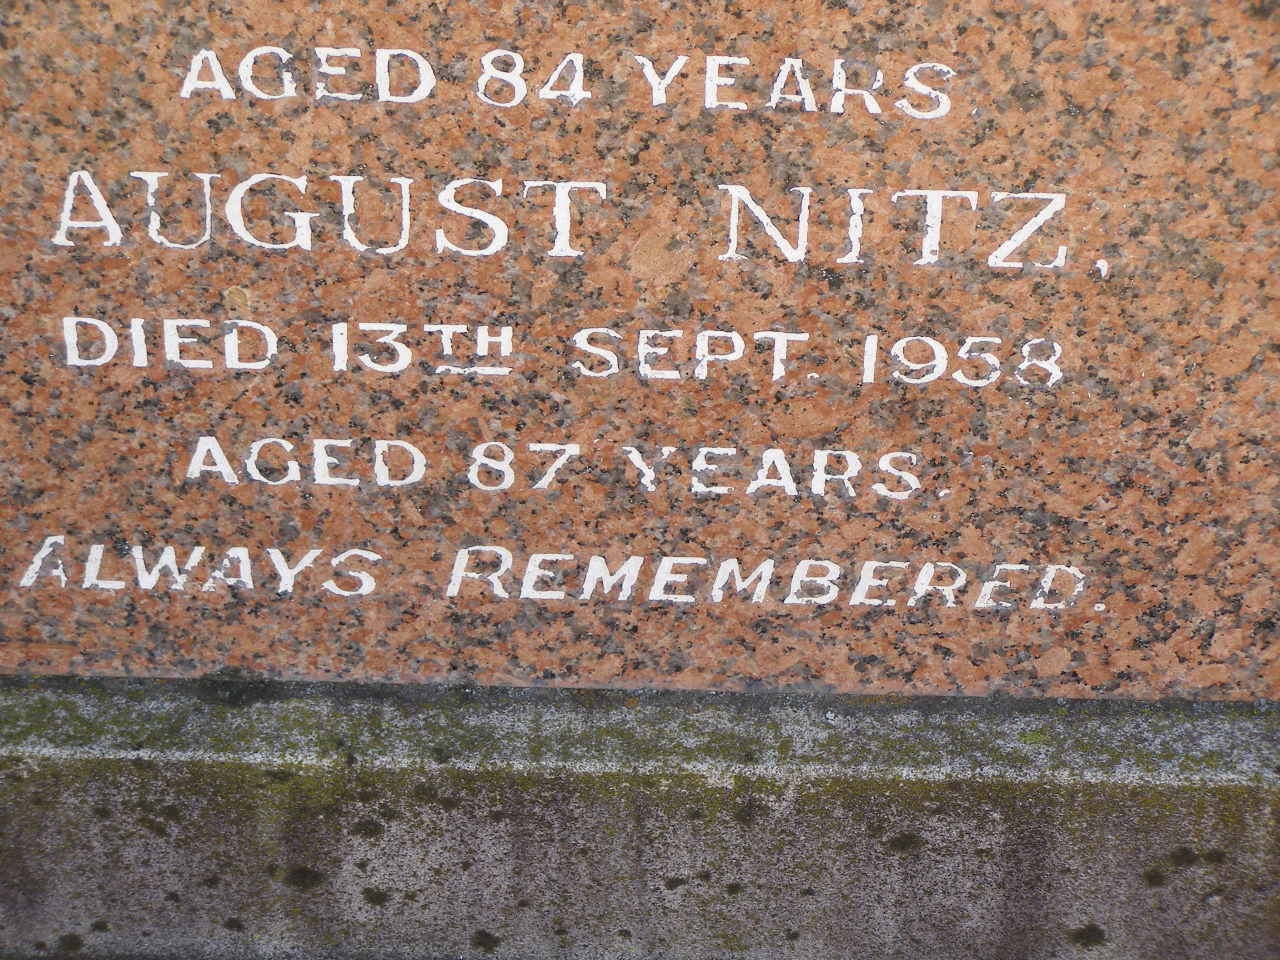 AGED 84 YEARS
AUGUST NITZ,
DIED 13TH SEPT. 1958
AGED 87 YEARS.
ALWAYS REMEMBERED.